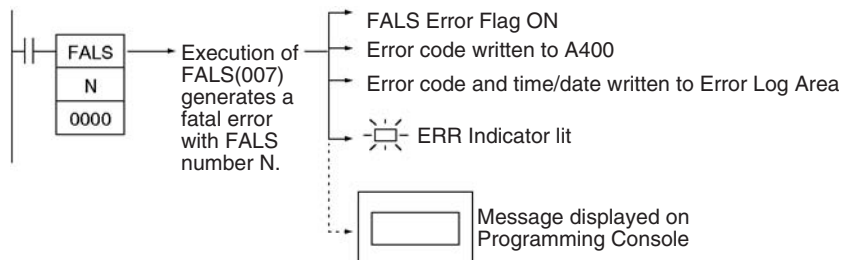 FALS
N
0000
Execution of
FALS(007)
generates a
fatal error
with FALS
number N.
FALS Error Flag ON
Error code written to A400
Error code and time/date written to Error Log Area
ERR Indicator lit
Message displayed on
Programming Console